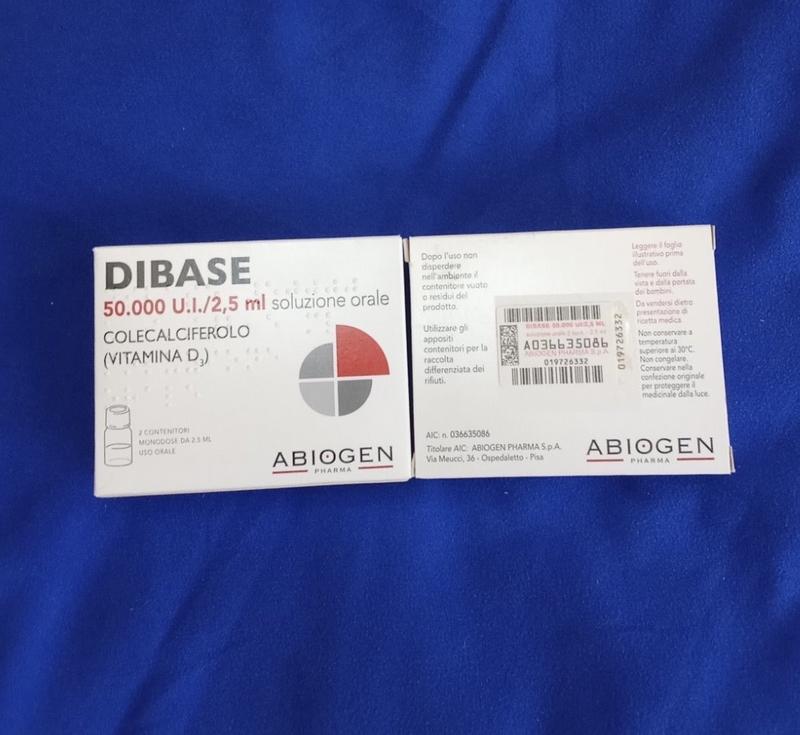 DIBASE
50.000 U.I./2,5 ml soluzione orale
COLECALCIFEROLO
(VITAMINA D3)
2 CONTENITORI
MONODOSE DA 2.5 ML
USO ORALE
ABIOGEN
PHARMA
Dopo l'uso non
disperdere
nell'ambiente il
contenitore vuoto
o residui del
prodotto.
Utilizzare gli
appositi
contenitori per la
raccolta
differenziata dei
rifiuti.
DIBASE 50.000 UI/2,5 ML
A036635086
ABIOGEN PHARMA S.p.A
019726332
019726332
Leggere il foglio
illustrativo prima
dell'uso.
Tenere fuori dalla
vista e dalla portata
dei bambini.
Da vendersi dietro
presentazione di
ricetta medica.
Non conservare a
temperatura
superiore ai 30°C.
Non congelare.
Conservare nella
confezione originale
per proteggere il
medicinale dalla luce.
AIC: n. 036635086
Titolare AIC: ABIOGEN PHARMA S.p.A.
Via Meucci, 36 - Ospedaletto - Pisa
ABIOGEN
PHARMA